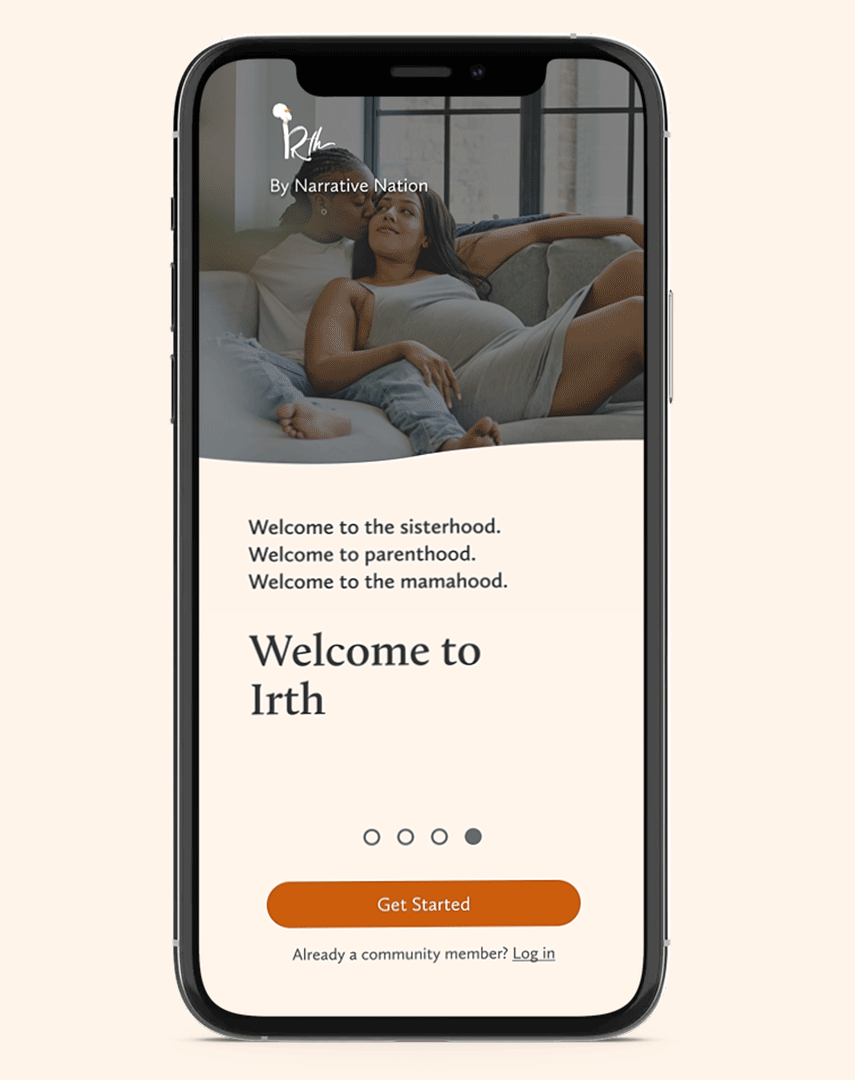 Irth
By Narrative Nation
Welcome to the sisterhood.
Welcome to parenthood.
Welcome to the mamahood.
Welcome to
Irth
Get Started
Already a community member? Log in